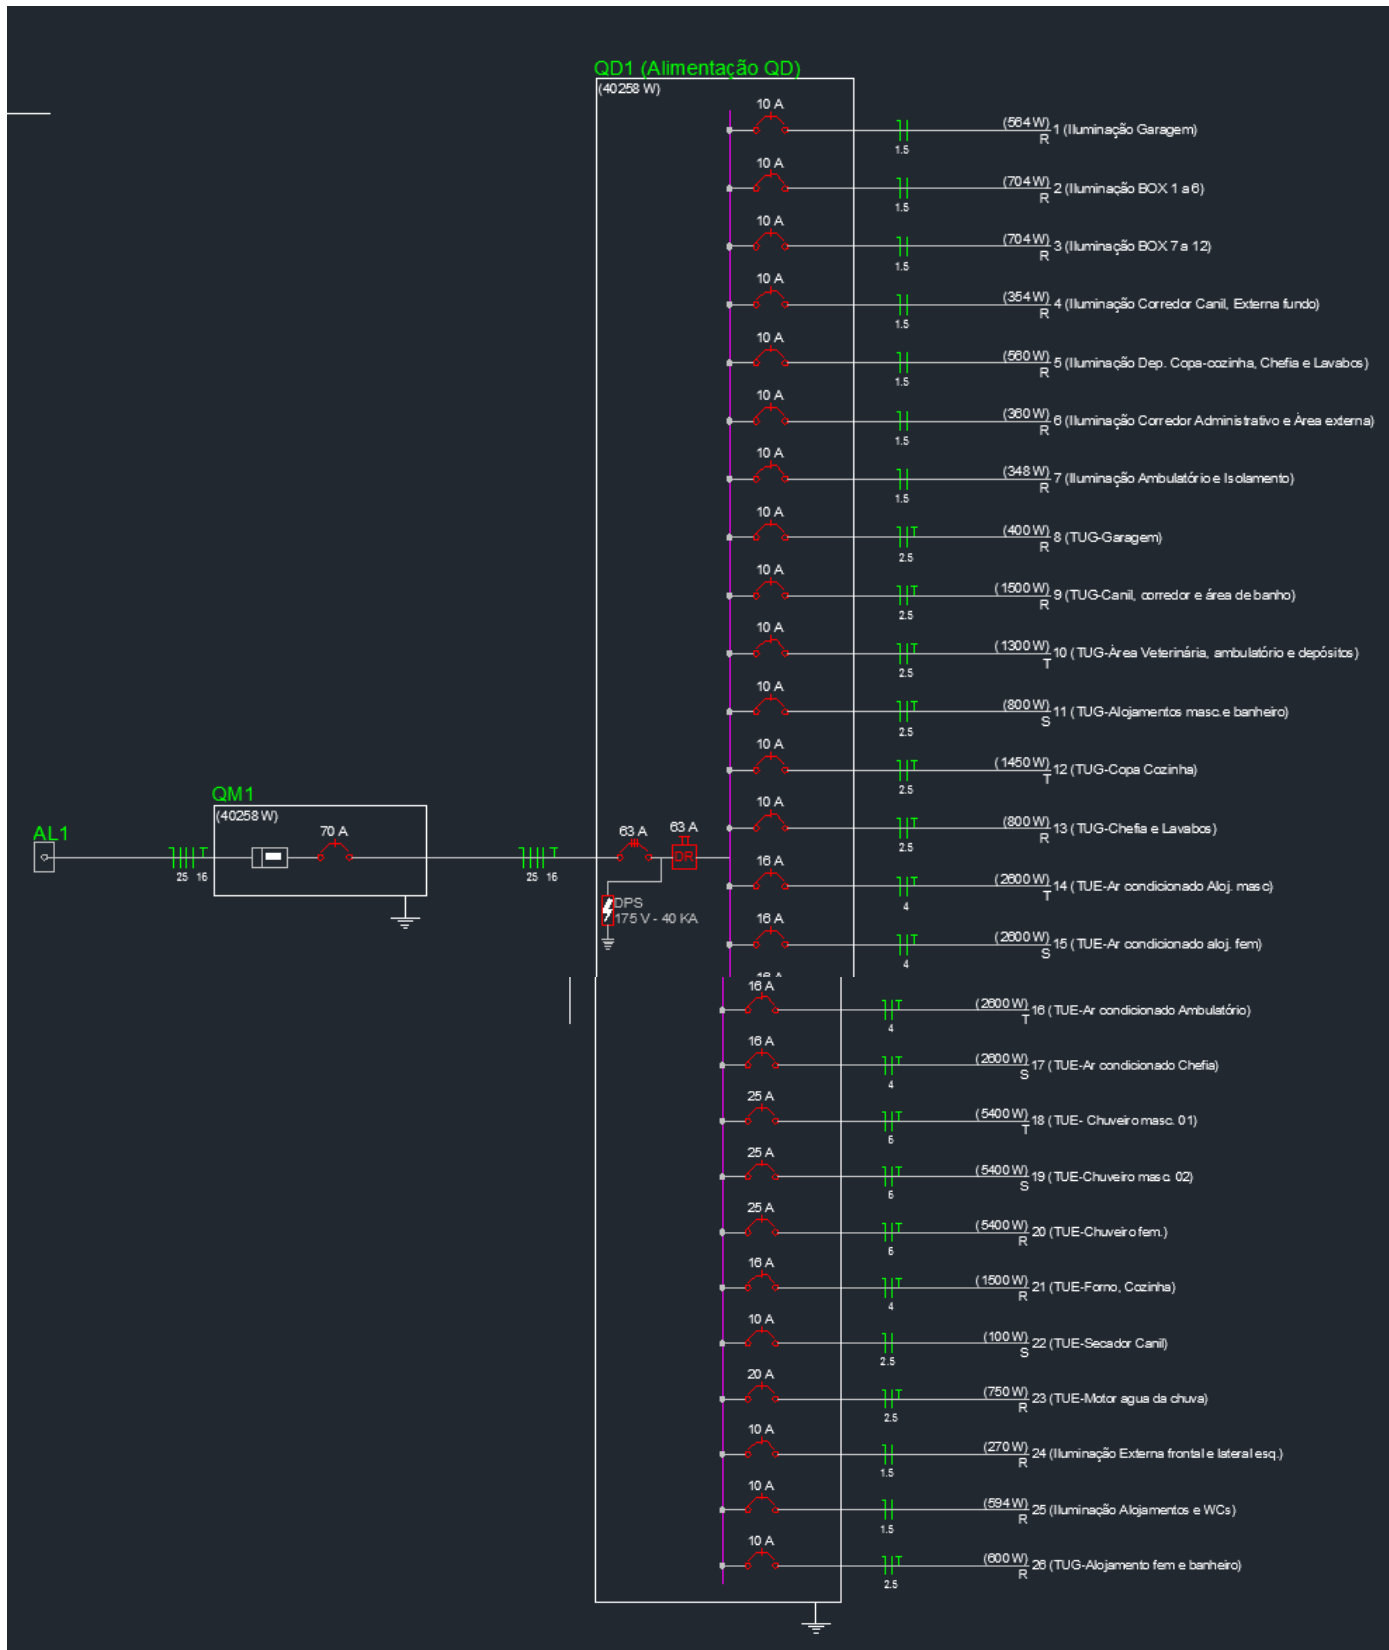 QD1 (Alimentação QD)
(40258 W)
10 A
1.5
(564 W)
R
1 (Iluminação Garagem)
10 A
1.5
(704 W)
R
2 (Iluminação BOX 1 a 6)
10 A
1.5
(704 W)
R
3 (Iluminação BOX 7 a 12)
10 A
1.5
(354 W)
R
4 (Iluminação Corredor Canil, Externa fundo)
10 A
1.5
(560 W)
R
5 (Iluminação Dep. Copa-cozinha, Chefia e Lavabos)
10 A
1.5
(360 W)
R
6 (Iluminação Corredor Administrativo e Àrea externa)
10 A
1.5
(348 W)
R
7 (Iluminação Ambulatório e Isolamento)
10 A
2.5
(400 W)
R
8 (TUG-Garagem)
10 A
2.5
(1500 W)
R
9 (TUG-Canil, corredor e área de banho)
10 A
2.5
(1300 W)
T
10 (TUG-Àrea Veterinária, ambulatório e depósitos)
10 A
2.5
(800 W)
S
11 (TUG-Alojamentos masc.e banheiro)
10 A
2.5
(1450 W)
T
12 (TUG-Copa Cozinha)
10 A
2.5
(800 W)
R
13 (TUG-Chefia e Lavabos)
AL1
25 16
QM1
(40258 W)
70 A
25 16
63 A
63 A
DR
DPS
175 V - 40 KA
16 A
4
(2600 W)
T
14 (TUE-Ar condicionado Aloj. masc)
16 A
4
(2600 W)
S
15 (TUE-Ar condicionado aloj. fem)
16 A
4
(2600 W)
T
16 (TUE-Ar condicionado Ambulatório)
16 A
4
(2600 W)
S
17 (TUE-Ar condicionado Chefia)
25 A
6
(5400 W)
T
18 (TUE- Chuveiro masc. 01)
25 A
6
(5400 W)
S
19 (TUE-Chuveiro masc. 02)
25 A
6
(5400 W)
R
20 (TUE-Chuveiro fem.)
16 A
4
(1500 W)
R
21 (TUE-Forno, Cozinha)
10 A
2.5
(100 W)
S
22 (TUE-Secador Canil)
20 A
2.5
(750 W)
R
23 (TUE-Motor agua da chuva)
10 A
1.5
(270 W)
R
24 (Iluminação Externa frontal e lateral esq.)
10 A
1.5
(594 W)
R
25 (Iluminação Alojamentos e WCs)
10 A
2.5
(600 W)
R
26 (TUG-Alojamento fem e banheiro)